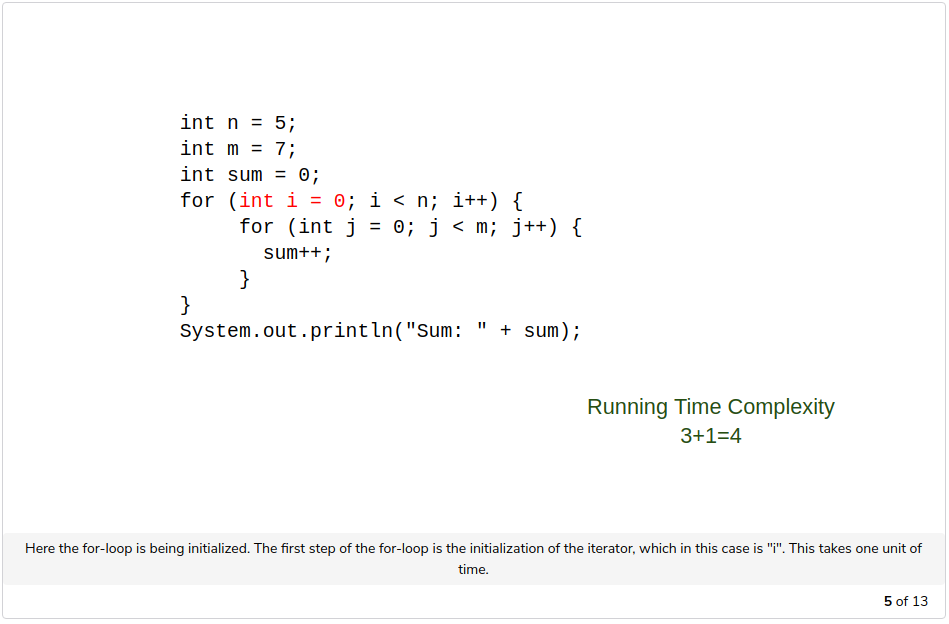 int n = 5;
int m = 7;
int sum = 0;
for (int i = 0; i < n; i++) {
     for (int j = 0; j < m; j++) {
       sum++;
     }
}
System.out.println("Sum: " + sum);
Running Time Complexity
3+1=4
Here the for-loop is being initialized. The first step of the for-loop is the initialization of the iterator, which in this case is "i". This takes one unit of
time.
5 of 13